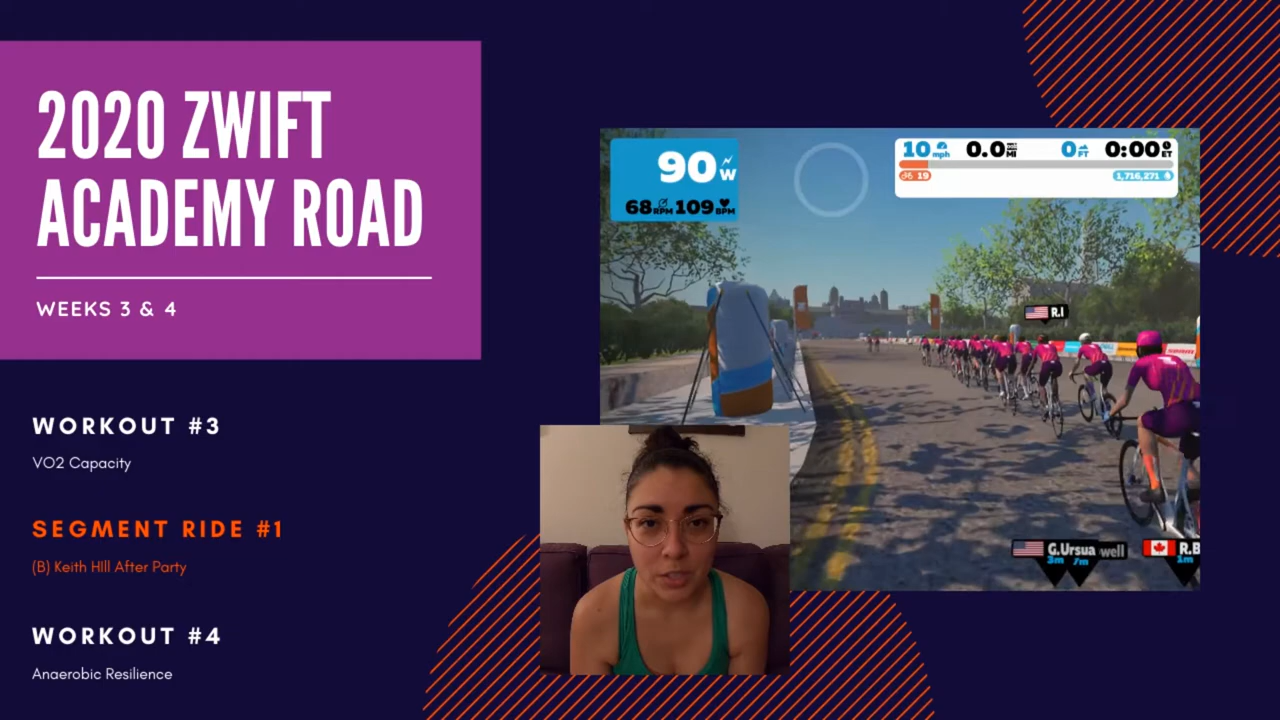 2020 ZWIFT
ACADEMY ROAD
WEEKS 3 & 4
WORKOUT #3
VO2 Capacity
SEGMENT RIDE #1
(B) Keith HIll After Party
WORKOUT #4
Anaerobic Resilience
90 W
68 RPM 109 BPM
10 mph 0.0 MI 0 FT 0:00 ET
19 1,716,271
R.I
G.Ursua well R.B
3m 7m 1m